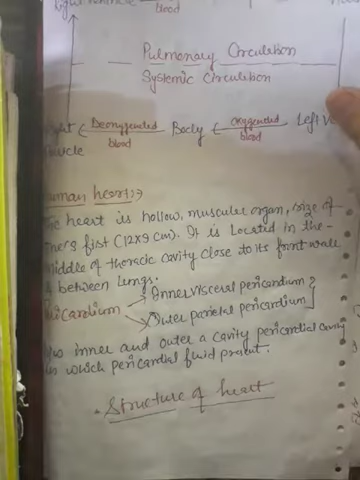 blood
Pulmonary Circulation
Systemic Circulation
Deoxygenated Body oxygenated Left V
blood blood
uman heart:→
heart is hollow, muscular organ, size of
fist (12x9 cm). It is located in the
middle of thoracic cavity close to its front wall
& between lungs.
icardium Inner visceral pericardium
Outer parietal pericardium
inner and outer a cavity pericardial cavity
in which pericardial fluid present.
Structure of heart